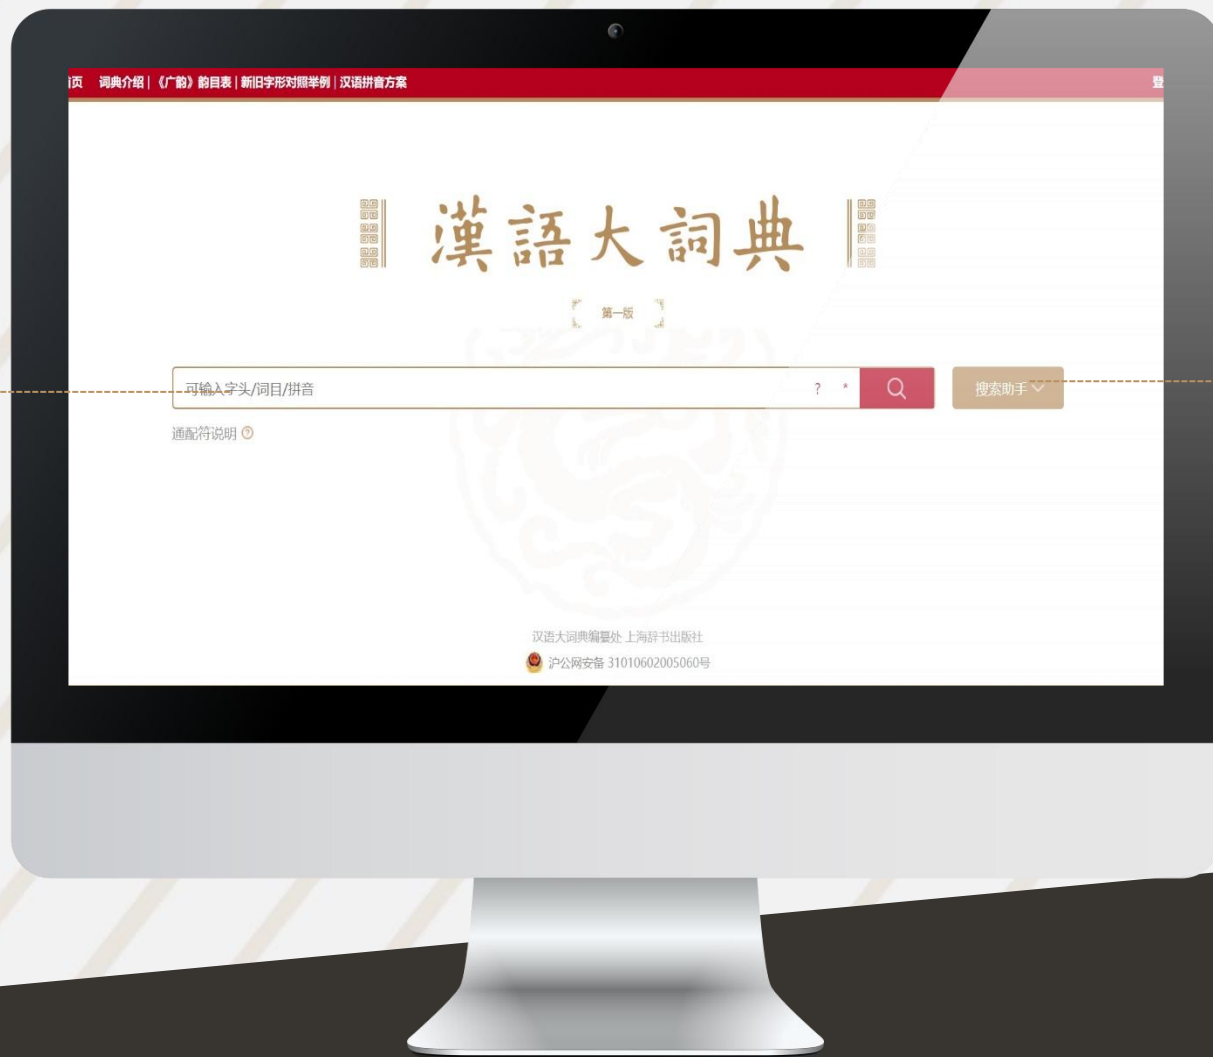 页 词典介绍 | 《广韵》韵目表 | 新旧字形对照举例 | 汉语拼音方案 登
漢語大詞典
第一版
可输入字头/词目/拼音 ? * 搜索助手
通配符说明 ?
汉语大词典编纂处 上海辞书出版社
沪公网安备 31010602005060号